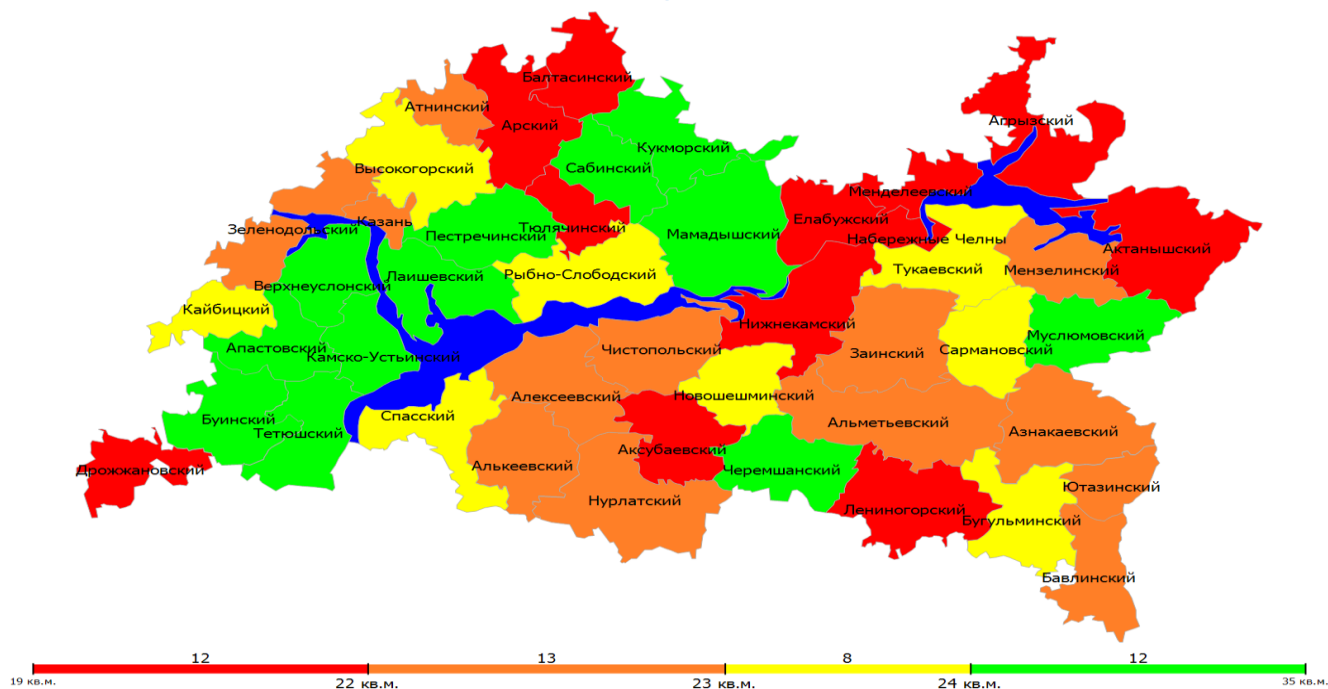 Балтасинский
Атнинский
Арский
Агрызский
Кукморский
Высокогорский
Сабинский
Менделеевский
Елабужский
Казань
Зеленодольский
Тюлячинский
Пестречинский
Мамадышский
Набережные Челны
Актанышский
Рыбно-Слободский
Лаишевский
Тукаевский
Мензелинский
Верхнеуслонский
Кайбицкий
Нижнекамский
Муслюмовский
Апастовский
Камско-Устьинский
Чистопольский
Заинский
Сармановский
Алексеевский
Новошешминский
Спасский
Буинский
Альметьевский
Тетюшский
Азнакаевский
Аксубаевский
Дрожжановский
Алькеевский
Черемшанский
Ютазинский
Нурлатский
Лениногорский
Бугульминский
Бавлинский
12 13 8 12
19 кв.м. 22 кв.м. 23 кв.м. 24 кв.м. 35 кв.м.